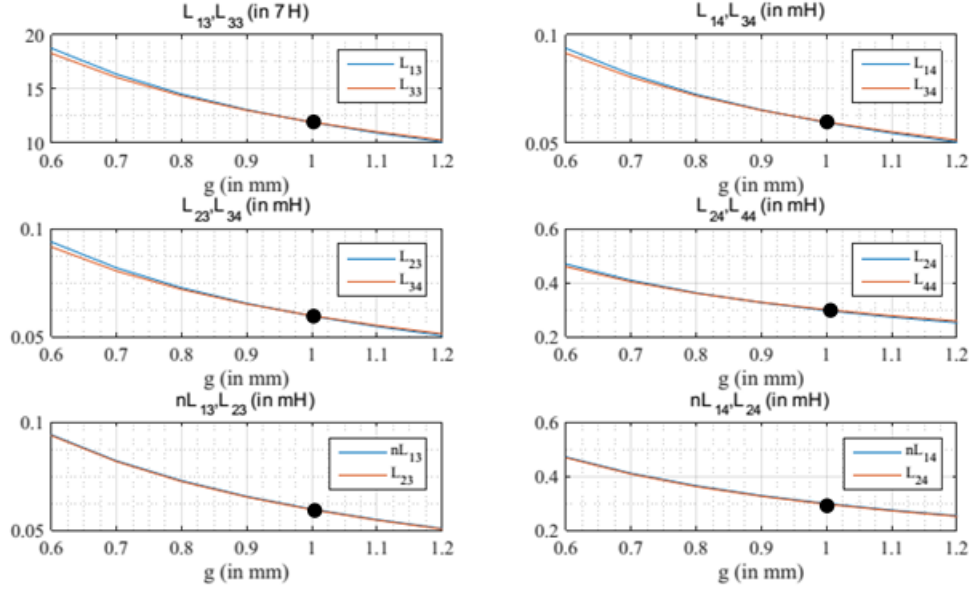 L13,L33 (in 7 H)
20
15
10
L13
L33
0.6 0.7 0.8 0.9 1 1.1 1.2
g (in mm)
L14,L34 (in mH)
0.1
0.05
L14
L34
0.6 0.7 0.8 0.9 1 1.1 1.2
g (in mm)
L23,L34 (in mH)
0.1
0.05
L23
L34
0.6 0.7 0.8 0.9 1 1.1 1.2
g (in mm)
L24,L44 (in mH)
0.6
0.4
0.2
L24
L44
0.6 0.7 0.8 0.9 1 1.1 1.2
g (in mm)
nL13,L23 (in mH)
0.1
0.05
nL13
L23
0.6 0.7 0.8 0.9 1 1.1 1.2
g (in mm)
nL14,L24 (in mH)
0.6
0.4
0.2
nL14
L24
0.6 0.7 0.8 0.9 1 1.1 1.2
g (in mm)